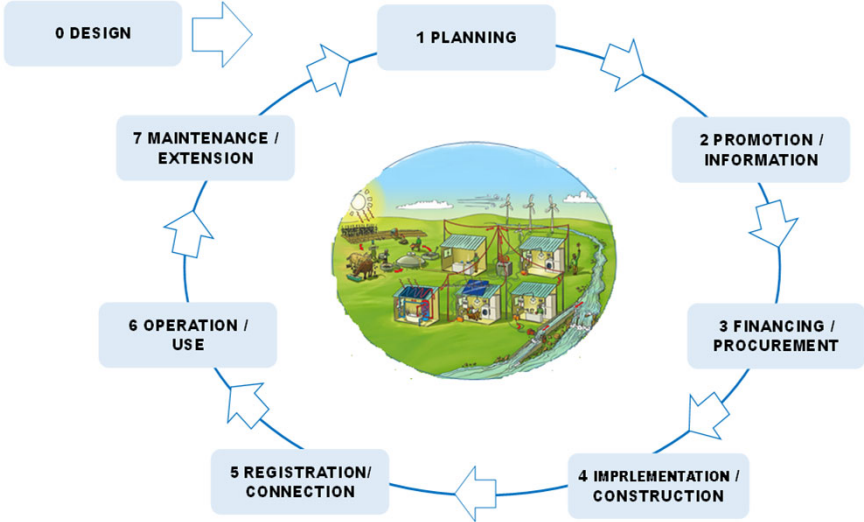 0 DESIGN
1 PLANNING
2 PROMOTION /
INFORMATION
3 FINANCING /
PROCUREMENT
4 IMPRLEMENTATION /
CONSTRUCTION
5 REGISTRATION/
CONNECTION
6 OPERATION /
USE
7 MAINTENANCE /
EXTENSION